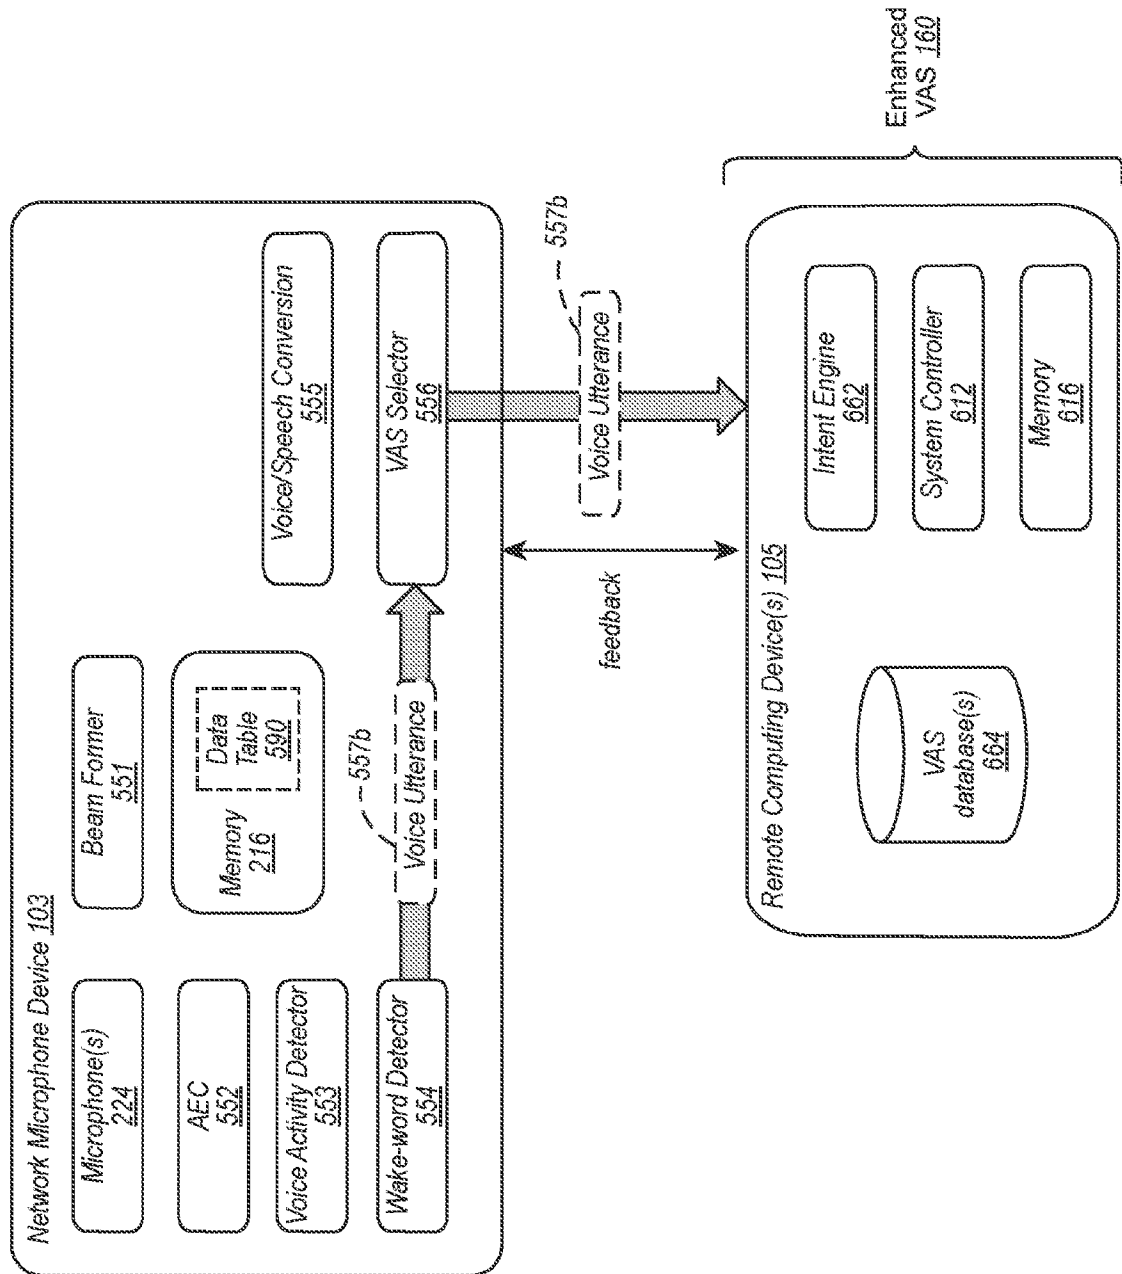 Network Microphone Device 103
Microphone(s)
224
AEC
552
Voice Activity Detector
553
Wake-word Detector
554
Beam Former
551
Memory
216
Data
Table
590
Voice Utterance
557b
Voice/Speech Conversion
555
VAS Selector
556
feedback
Voice Utterance
557b
Remote Computing Device(s) 105
VAS
database(s)
664
Intent Engine
662
System Controller
612
Memory
616
Enhanced
VAS 160